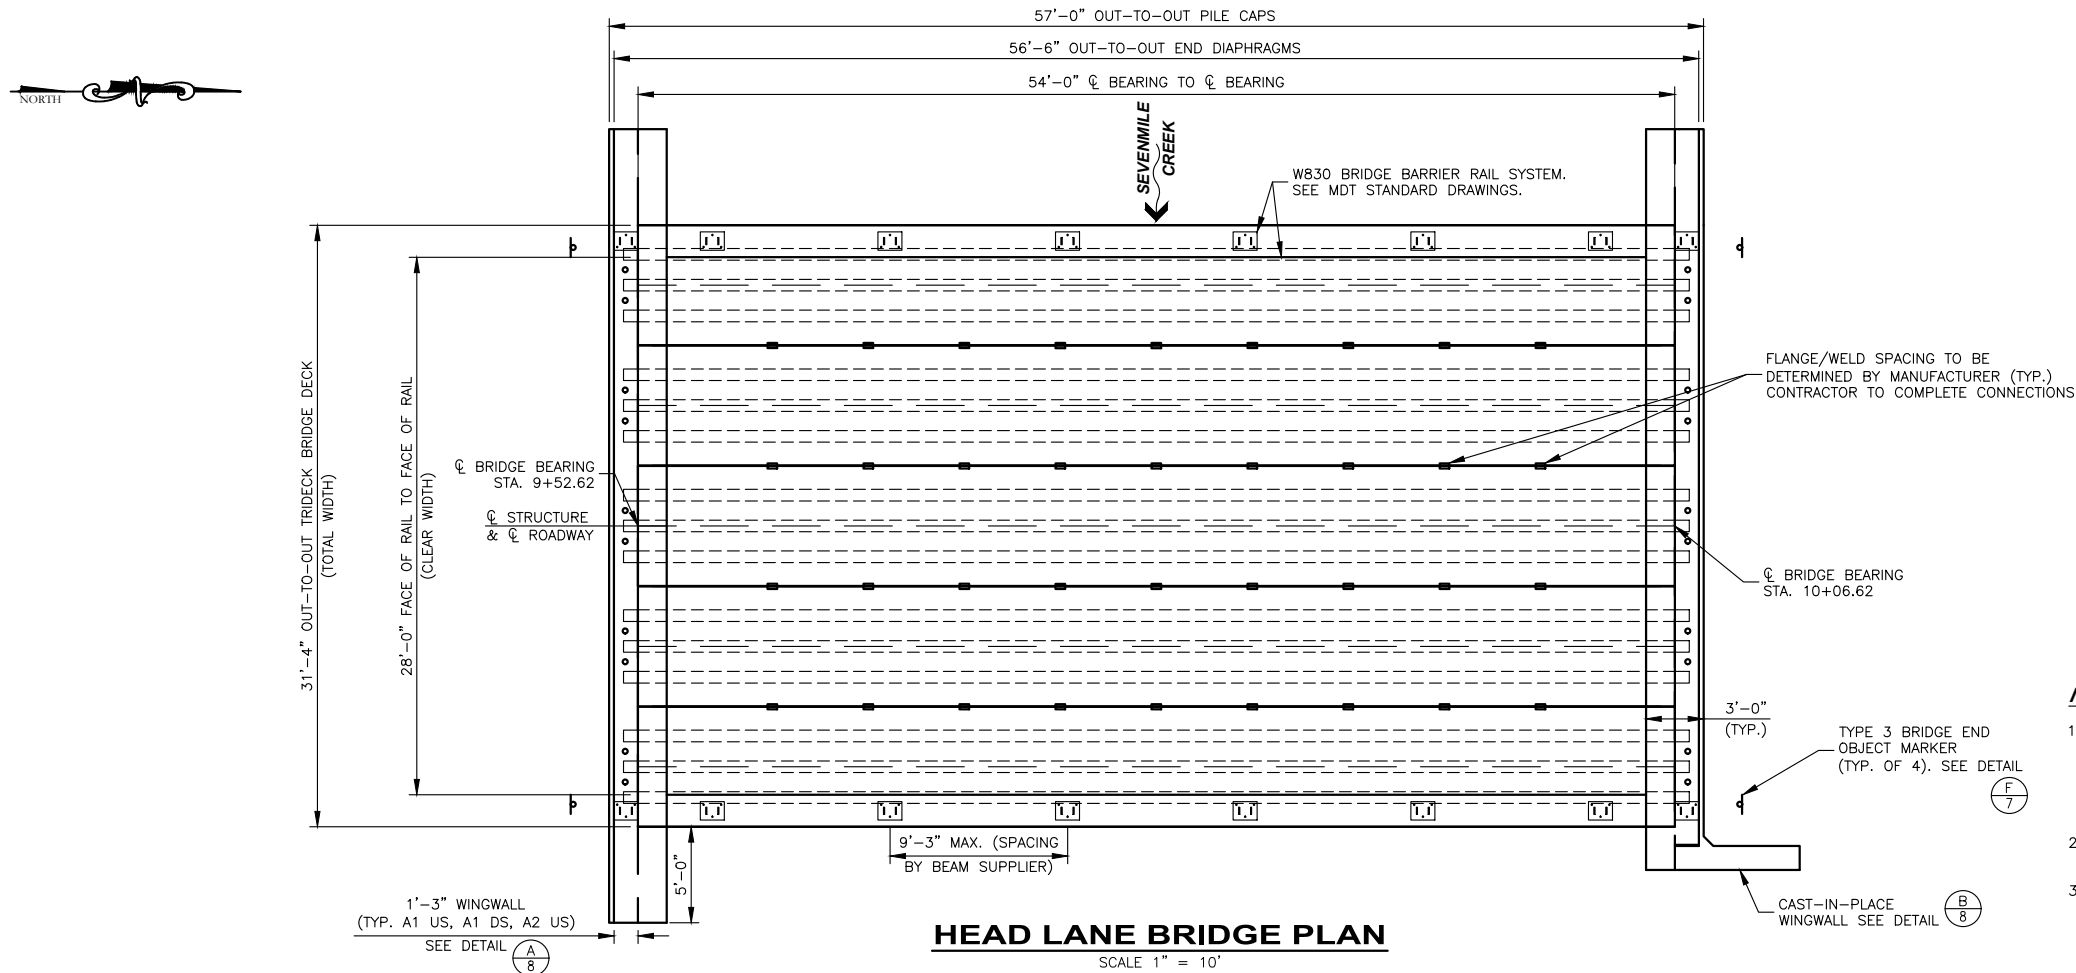 57'-0" OUT-TO-OUT PILE CAPS
56'-6" OUT-TO-OUT END DIAPHRAGMS
54'-0" ℄ BEARING TO ℄ BEARING
NORTH
SEVENMILE
CREEK
W830 BRIDGE BARRIER RAIL SYSTEM.
SEE MDT STANDARD DRAWINGS.
FLANGE/WELD SPACING TO BE
DETERMINED BY MANUFACTURER (TYP.)
CONTRACTOR TO COMPLETE CONNECTIONS
31'-4" OUT-TO-OUT TRIDECK BRIDGE DECK
(TOTAL WIDTH)
28'-0" FACE OF RAIL TO FACE OF RAIL
(CLEAR WIDTH)
℄ BRIDGE BEARING
STA. 9+52.62
℄ STRUCTURE
& ℄ ROADWAY
℄ BRIDGE BEARING
STA. 10+06.62
3'-0"
(TYP.)
TYPE 3 BRIDGE END
OBJECT MARKER
(TYP. OF 4). SEE DETAIL
F
7
1
2
3
9'-3" MAX. (SPACING
BY BEAM SUPPLIER)
5'-0"
1'-3" WINGWALL
(TYP. A1 US, A1 DS, A2 US)
SEE DETAIL
A
8
CAST-IN-PLACE
WINGWALL SEE DETAIL
B
8
HEAD LANE BRIDGE PLAN
SCALE 1" = 10'